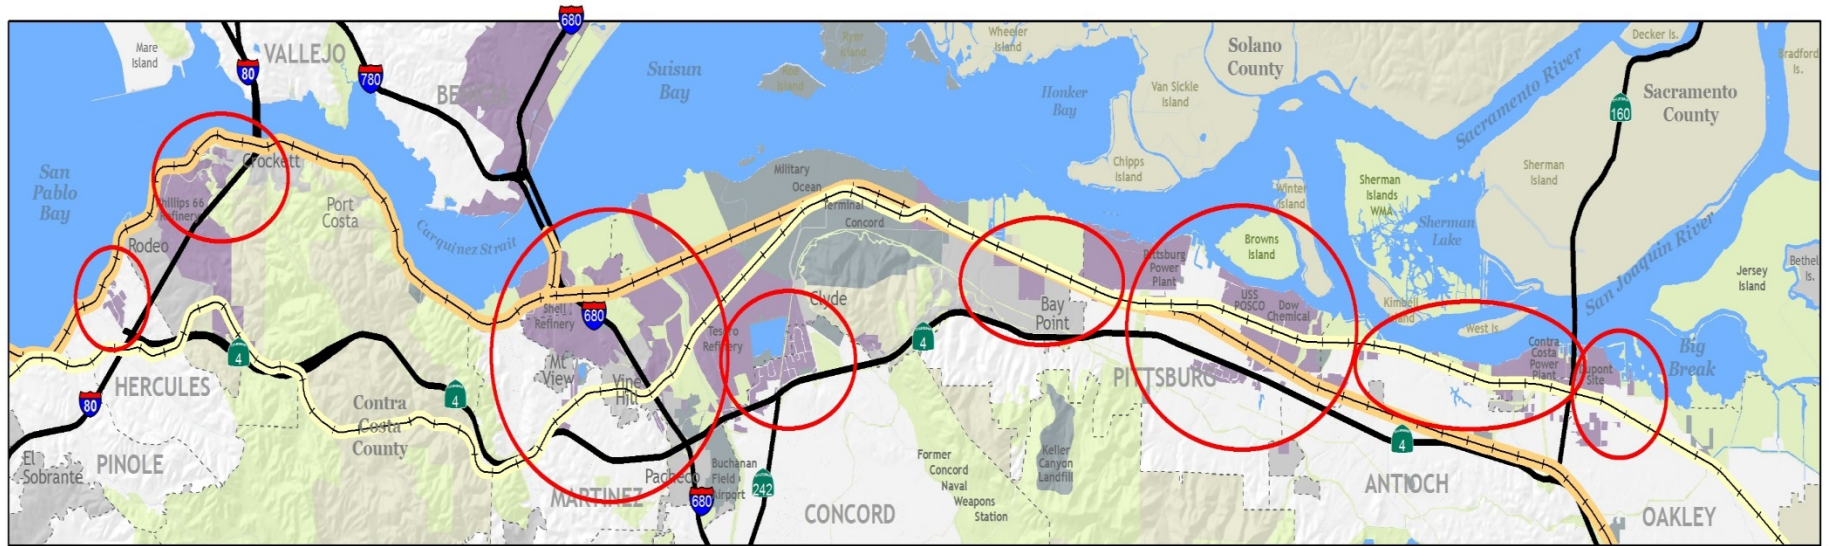 680
Mare
Island
VALLEJO
80
780
BENICIA
Suisun
Bay
Ryer
Island
Roe
Island
Wheeler
Island
Honker
Bay
Van Sickle
Island
Solano
County
Decker Is.
Bradford
Is.
Sacramento River
160
Sacramento
County
San
Pablo
Bay
Crockett
Phillips 66
Refinery
Rodeo
Port
Costa
Carquinez Strait
Military
Ocean
Terminal
Concord
Chipps
Island
Winter
Island
Sherman
Islands
WMA
Sherman
Island
Sherman
Lake
San Joaquin River
Browns
Island
Jersey
Island
Bethel
Is.
Pittsburg
Power
Plant
USS
POSCO
Dow
Chemical
Kimball
Island
West Is.
Big
Break
Shell
Refinery
680
Tesoro
Refinery
Clyde
4
Bay
Point
Contra
Costa
Power
Plant
Dupont
Site
HERCULES
4
4
80
Mt
View
Vine
Hill
PITTSBURG
Contra
Costa
County
El
Sobrante
PINOLE
MARTINEZ
Pacheco
680
Buchanan
Field
Airport
242
CONCORD
Former
Concord
Naval
Weapons
Station
Keller
Canyon
Landfill
4
ANTIOCH
OAKLEY